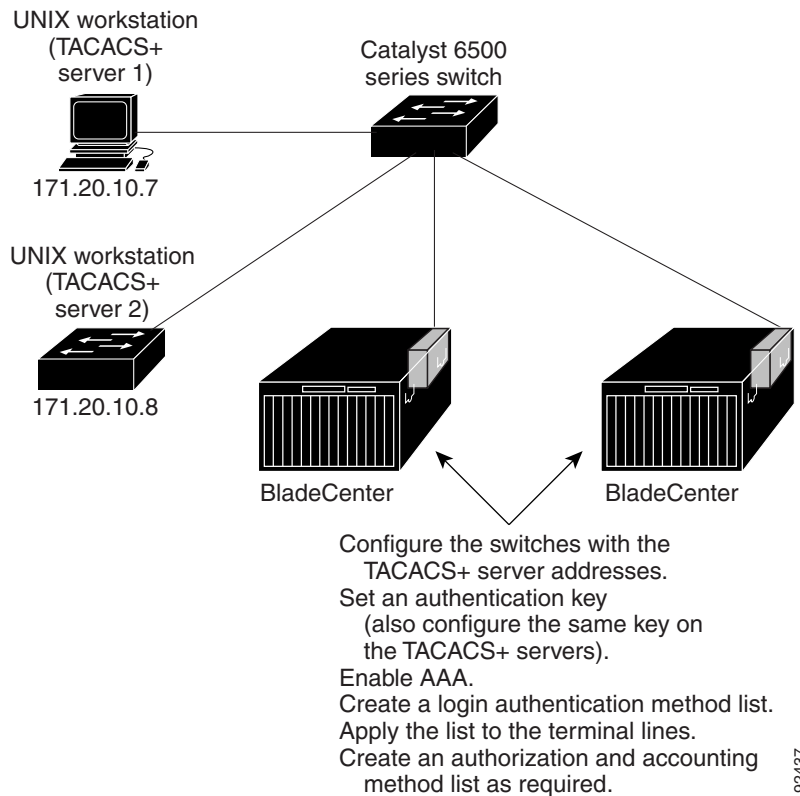 UNIX workstation
(TACACS+
server 1)
171.20.10.7
Catalyst 6500
series switch
UNIX workstation
(TACACS+
server 2)
171.20.10.8
BladeCenter
BladeCenter
Configure the switches with the
TACACS+ server addresses.
Set an authentication key
(also configure the same key on
the TACACS+ servers).
Enable AAA.
Create a login authentication method list.
Apply the list to the terminal lines.
Create an authorization and accounting
method list as required.
92437